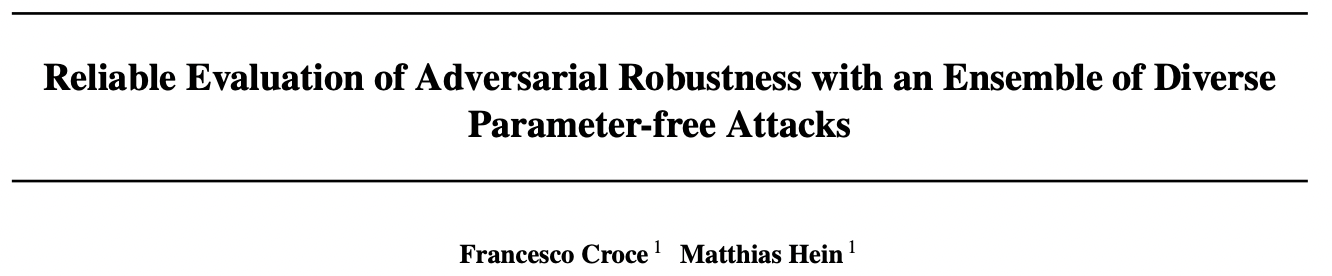 Reliable Evaluation of Adversarial Robustness with an Ensemble of Diverse
Parameter-free Attacks
Francesco Croce 1 Matthias Hein 1